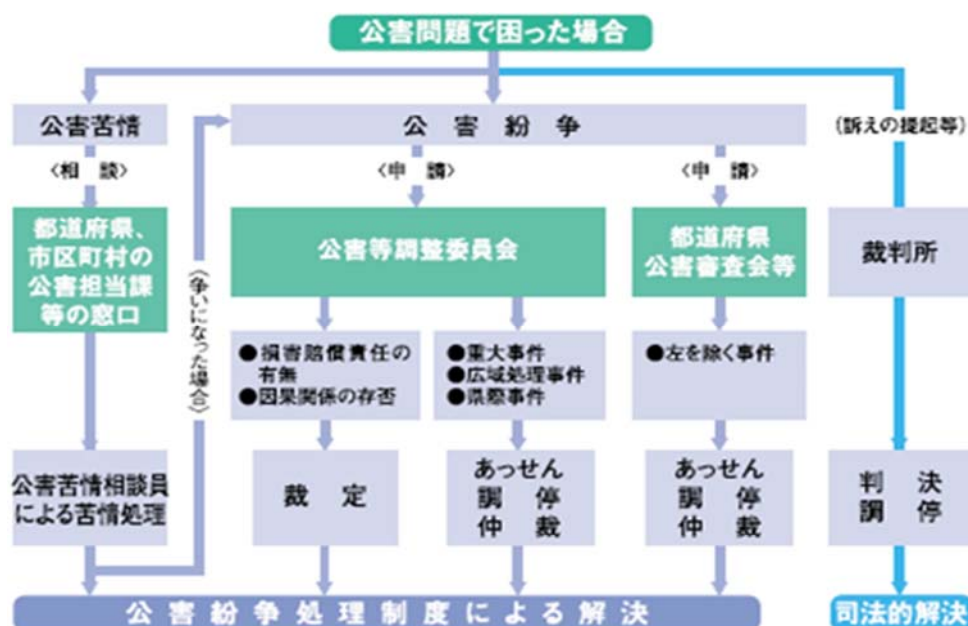 公害問題で困った場合
公害苦情
公害紛争
(訴えの提起等)
〈相談〉
〈申請〉
〈申請〉
都道府県、
市区町村の
公害担当課
等の窓口
公害等調整委員会
都道府県
公害審査会等
裁判所
〈争いになった場合〉
●損害賠償責任の
有無
●因果関係の存否
●重大事件
●広域処理事件
●県際事件
●左を除く事件
公害苦情相談員
による苦情処理
裁定
あっせん
調停
仲裁
あっせん
調停
仲裁
判決
調停
公害紛争処理制度による解決
司法的解決